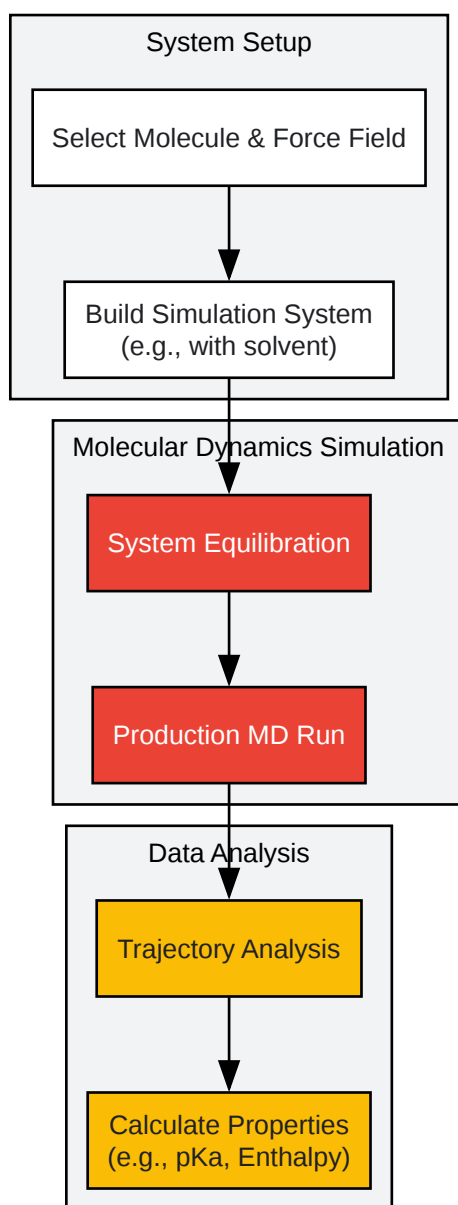 System Setup
Select Molecule & Force Field
Build Simulation System
(e.g., with solvent)
Molecular Dynamics Simulation
System Equilibration
Production MD Run
Data Analysis
Trajectory Analysis
Calculate Properties
(e.g., pKa, Enthalpy)